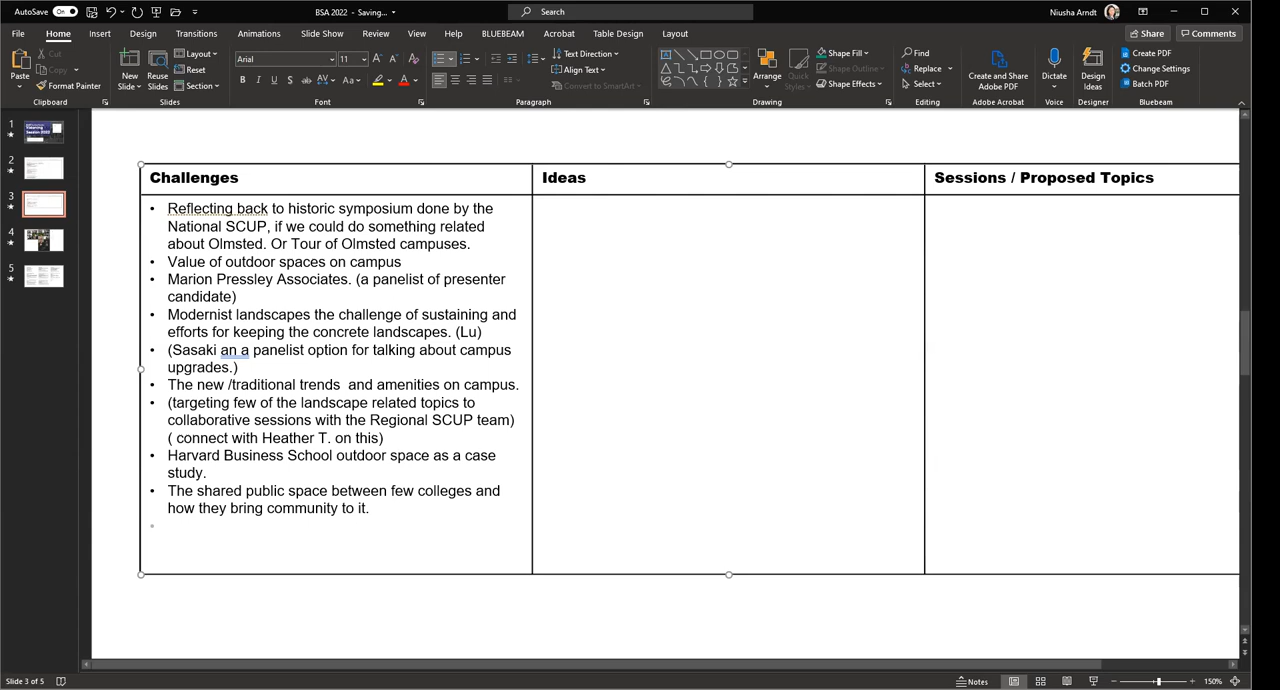 AutoSave On BSA 2022 - Saving... Search Niusha Arndt
File Home Insert Design Transitions Animations Slide Show Review View Help BLUEBEAM Acrobat Table Design Layout Share Comments
Paste Cut Copy Format Painter Clipboard
New Slide Reuse Slides Layout Reset Section Slides
Arial 11 Font
Text Direction Align Text Convert to SmartArt Paragraph
Arrange Quick Styles Shape Fill Shape Outline Shape Effects Drawing
Find Replace Select Editing
Create and Share Adobe PDF Adobe Acrobat
Dictate Voice
Design Ideas Designer
Create PDF Change Settings Batch PDF Bluebeam
1
2
3
4
5
Challenges Ideas Sessions / Proposed Topics
• Reflecting back to historic symposium done by the
National SCUP, if we could do something related
about Olmsted. Or Tour of Olmsted campuses.
• Value of outdoor spaces on campus
• Marion Pressley Associates. (a panelist of presenter
candidate)
• Modernist landscapes the challenge of sustaining and
efforts for keeping the concrete landscapes. (Lu)
• (Sasaki an a panelist option for talking about campus
upgrades.)
• The new /traditional trends  and amenities on campus.
• (targeting few of the landscape related topics to
collaborative sessions with the Regional SCUP team)
( connect with Heather T. on this)
• Harvard Business School outdoor space as a case
study.
• The shared public space between few colleges and
how they bring community to it.
Slide 3 of 5 Notes 150%